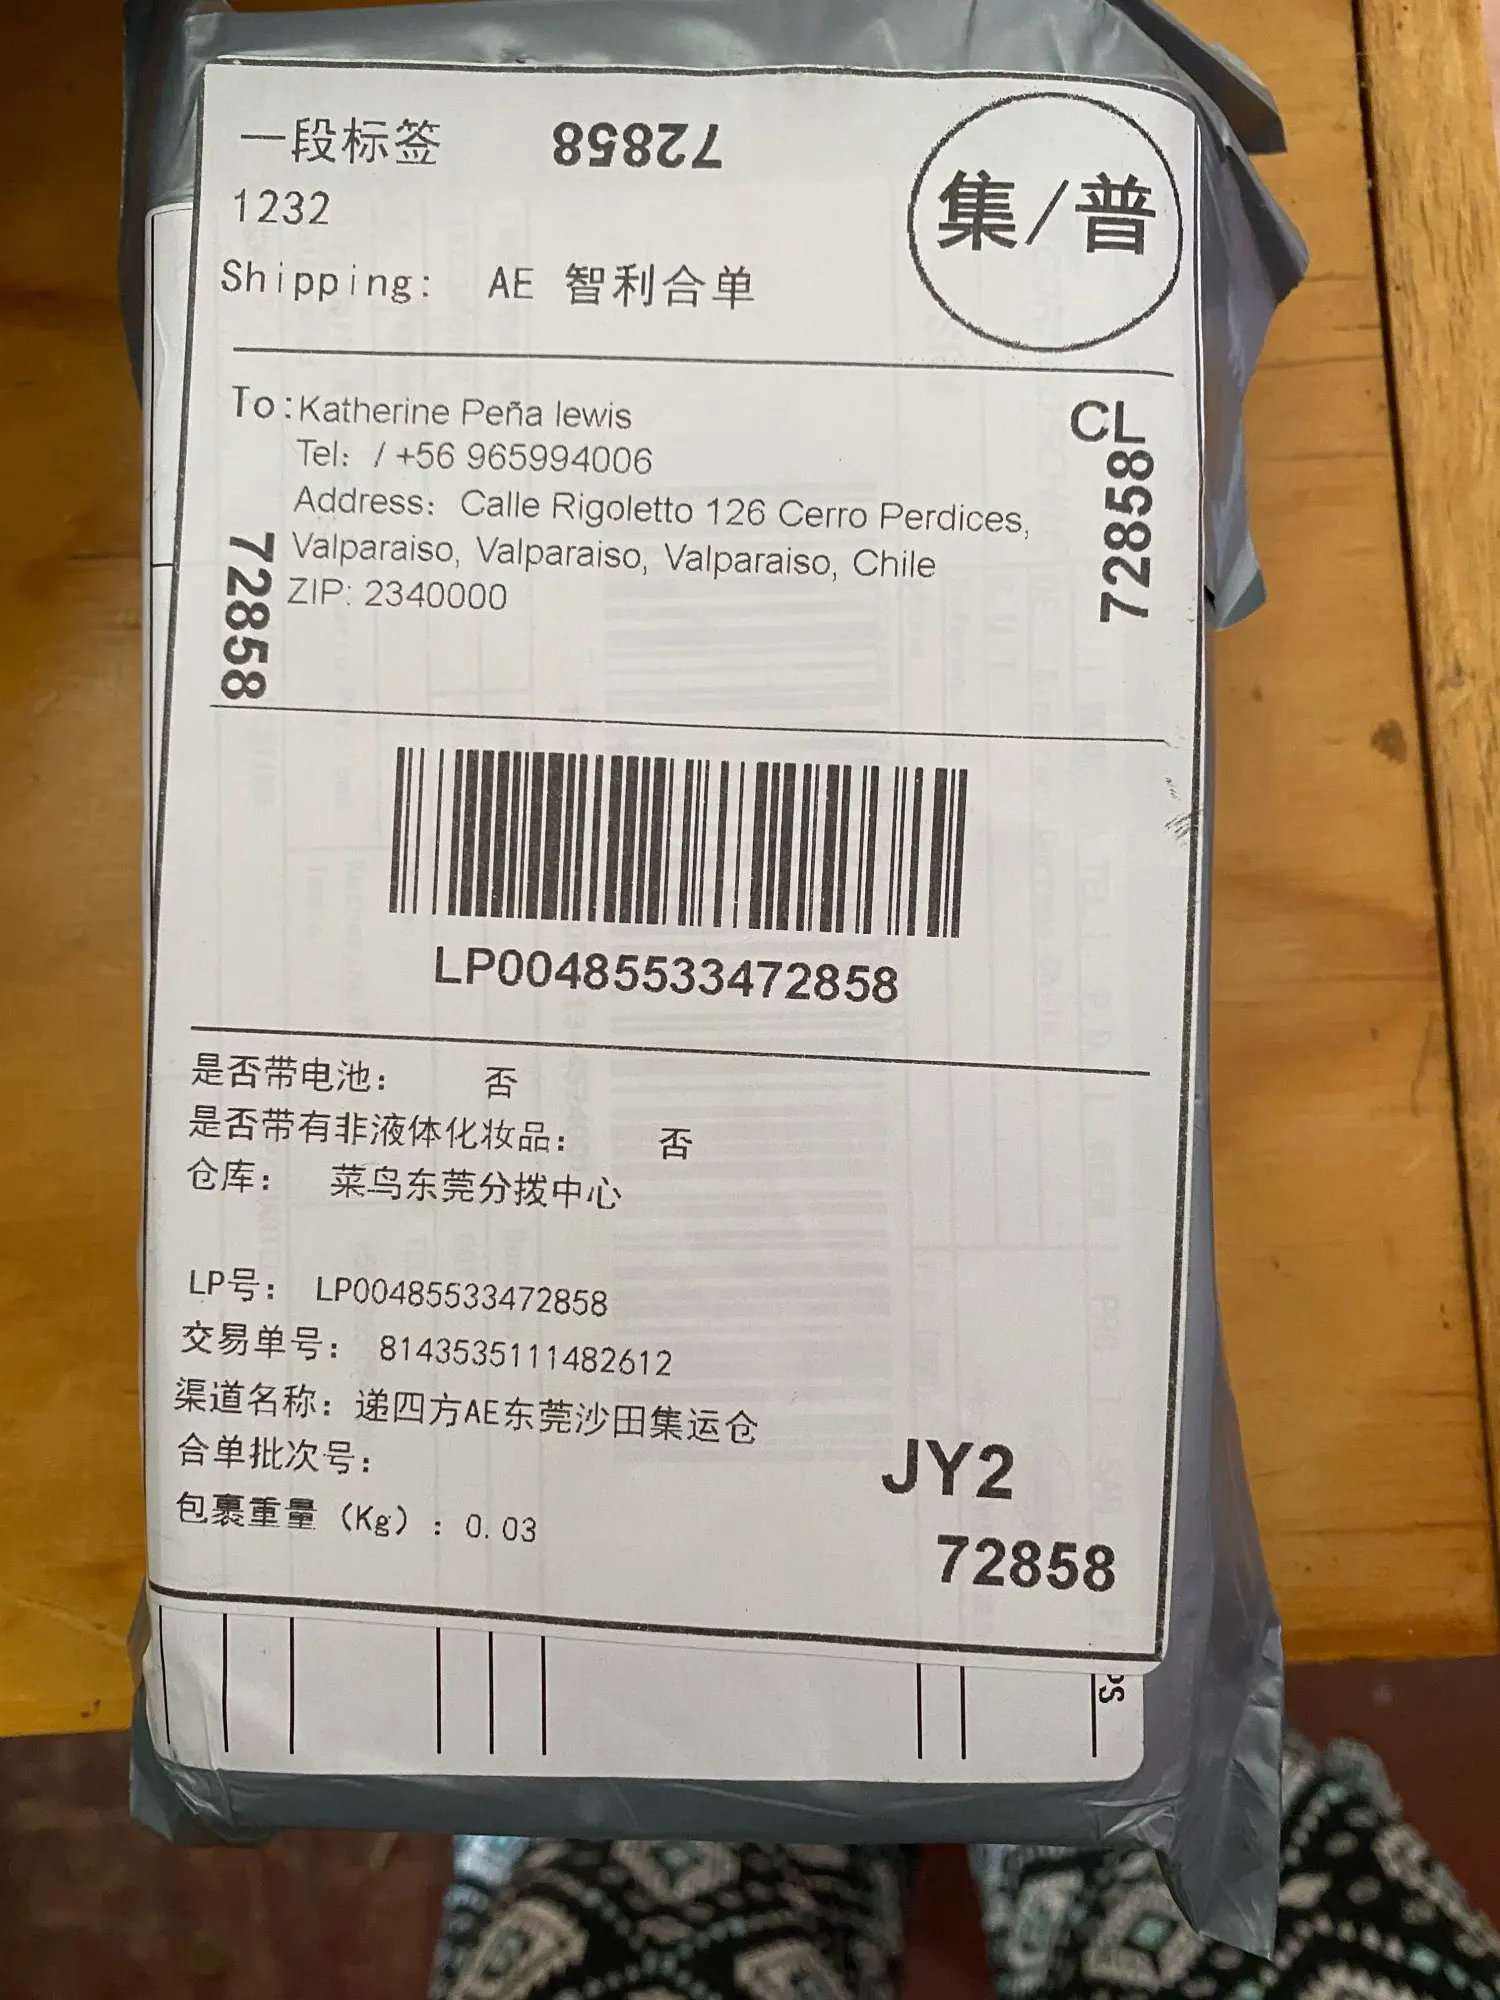 一段标签 72858
集/普
1232
Shipping: AE 智利合单
To:Katherine Peña lewis
Tel: / +56 965994006
Address: Calle Rigoletto 126 Cerro Perdices,
Valparaiso, Valparaiso, Valparaiso, Chile
ZIP: 2340000
CL
72858
72858
LP00485533472858
是否带电池: 否
是否带有非液体化妆品: 否
仓库: 菜鸟东莞分拨中心
LP号: LP00485533472858
交易单号: 8143535111482612
渠道名称: 递四方AE东莞沙田集运仓
合单批次号:
包裹重量(Kg):0.03
JY2
72858